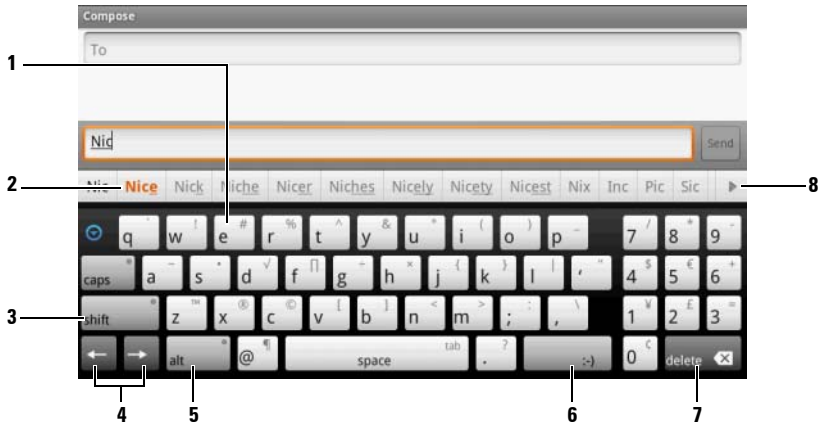 Compose
To
1
Nic
Send
2 Nic Nice Nick Niche Nicer Niches Nicely Nicety Nicest Nix Inc Pic Sic 8
q ` w ! e # r % t ^ y & u * i ( o ) p _ 7 / 8 * 9 -
caps a ~ s · d √ f ∏ g ÷ h × j { k } l | ' " 4 $ 5 € 6 +
3 shift z ™ x ® c © v [ b ] n < m > ; : , \ 1 ¥ 2 £ 3 =
← → alt @ ¶ space tab . ? :-) 0 ¢ delete
4 5 6 7